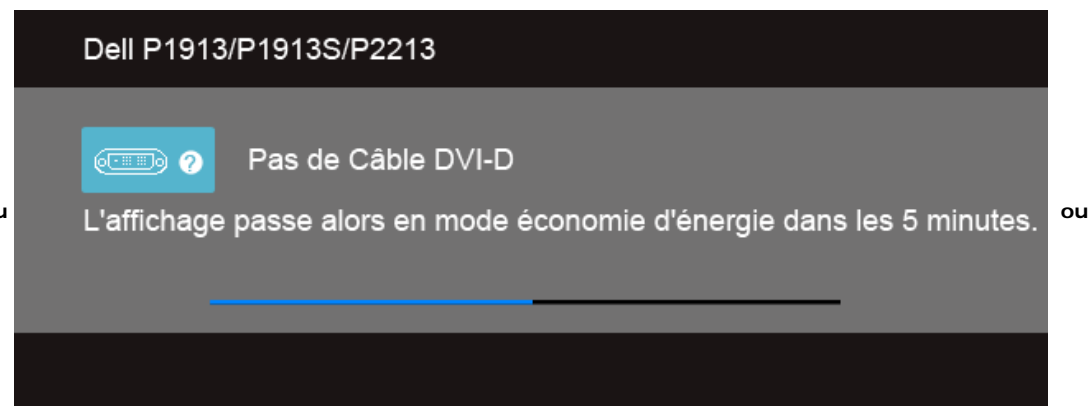 Dell P1913/P1913S/P2213
Pas de Câble DVI-D
L'affichage passe alors en mode économie d'énergie dans les 5 minutes.
ou